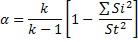 α = k/(k − 1) [1 − ∑Si²/St²]